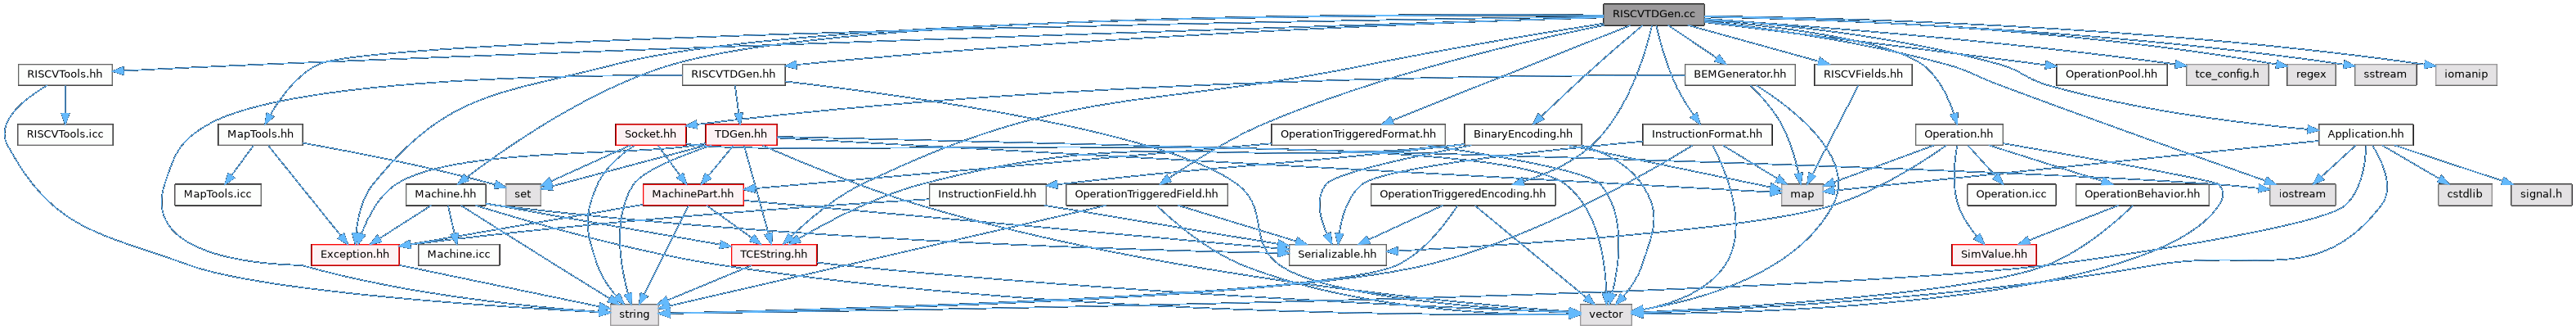 RISCVTDGen.cc
RISCVTools.hh
RISCVTDGen.hh
BEMGenerator.hh
RISCVFields.hh
OperationPool.hh
tce_config.h
regex
sstream
iomanip
RISCVTools.icc
MapTools.hh
Socket.hh
TDGen.hh
OperationTriggeredFormat.hh
BinaryEncoding.hh
InstructionFormat.hh
Operation.hh
Application.hh
MapTools.icc
Machine.hh
set
MachinePart.hh
InstructionField.hh
OperationTriggeredField.hh
OperationTriggeredEncoding.hh
map
Operation.icc
OperationBehavior.hh
iostream
cstdlib
signal.h
Exception.hh
Machine.icc
TCEString.hh
Serializable.hh
SimValue.hh
string
vector